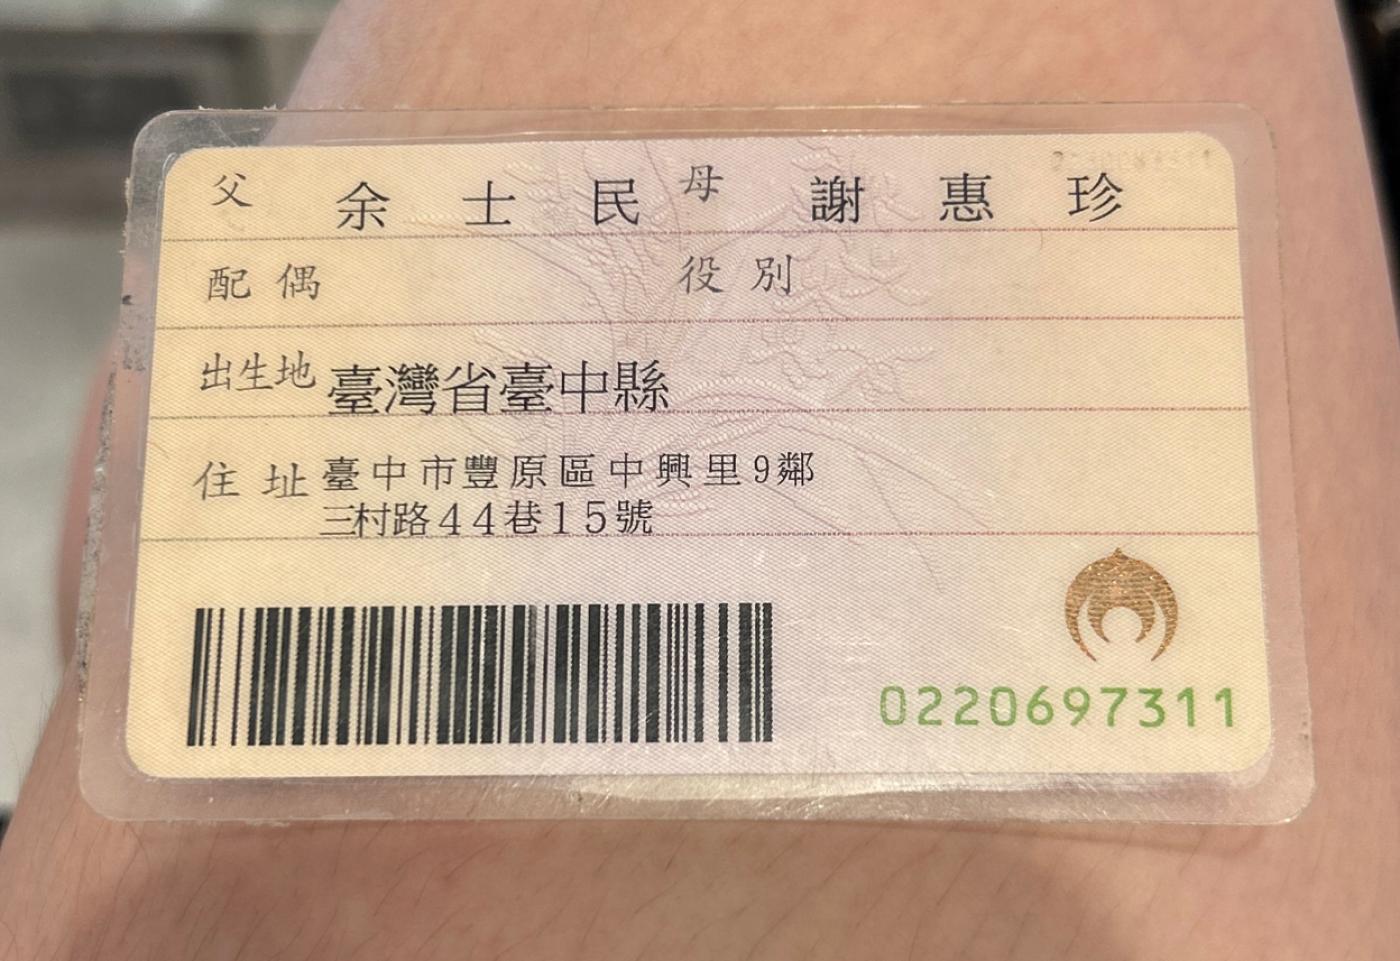 父 余士民 母 謝惠珍
配偶 役別
出生地 臺灣省臺中縣
住址 臺中市豐原區中興里9鄰
三村路44巷15號
0220697311